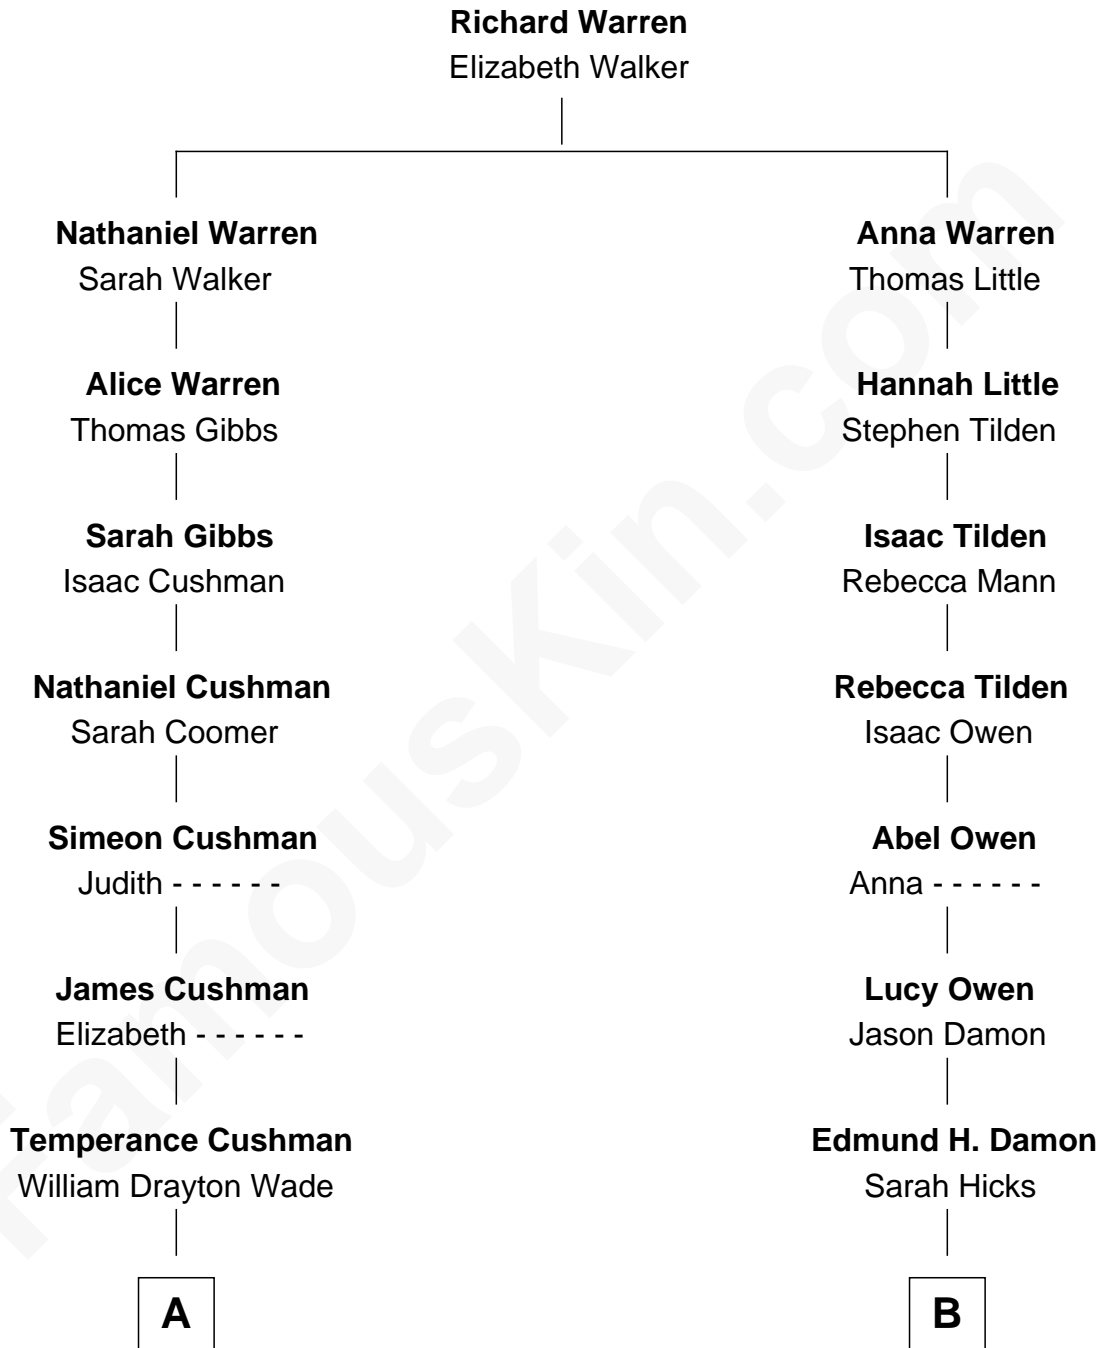 Richard Warren
Elizabeth Walker
Nathaniel Warren
Sarah Walker
Anna Warren
Thomas Little
Alice Warren
Thomas Gibbs
Hannah Little
Stephen Tilden
Sarah Gibbs
Isaac Cushman
Isaac Tilden
Rebecca Mann
Nathaniel Cushman
Sarah Coomer
Rebecca Tilden
Isaac Owen
Simeon Cushman
Judith - - - - - -
Abel Owen
Anna - - - - - -
James Cushman
Elizabeth - - - - - -
Lucy Owen
Jason Damon
Temperance Cushman
William Drayton Wade
Edmund H. Damon
Sarah Hicks
A
B
FamousKin.com